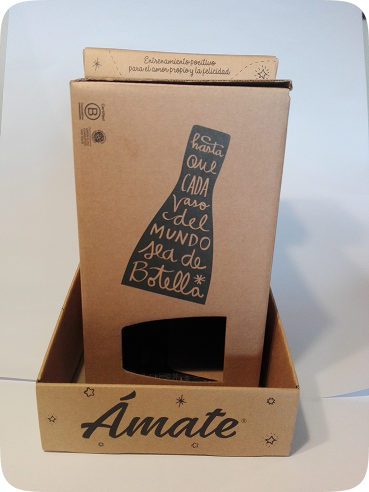 Entrenamiento positivo
para el amor propio y la felicidad
B
hasta
que
CADA
vaso
del
MUNDO
sea de
Botella
Ámate